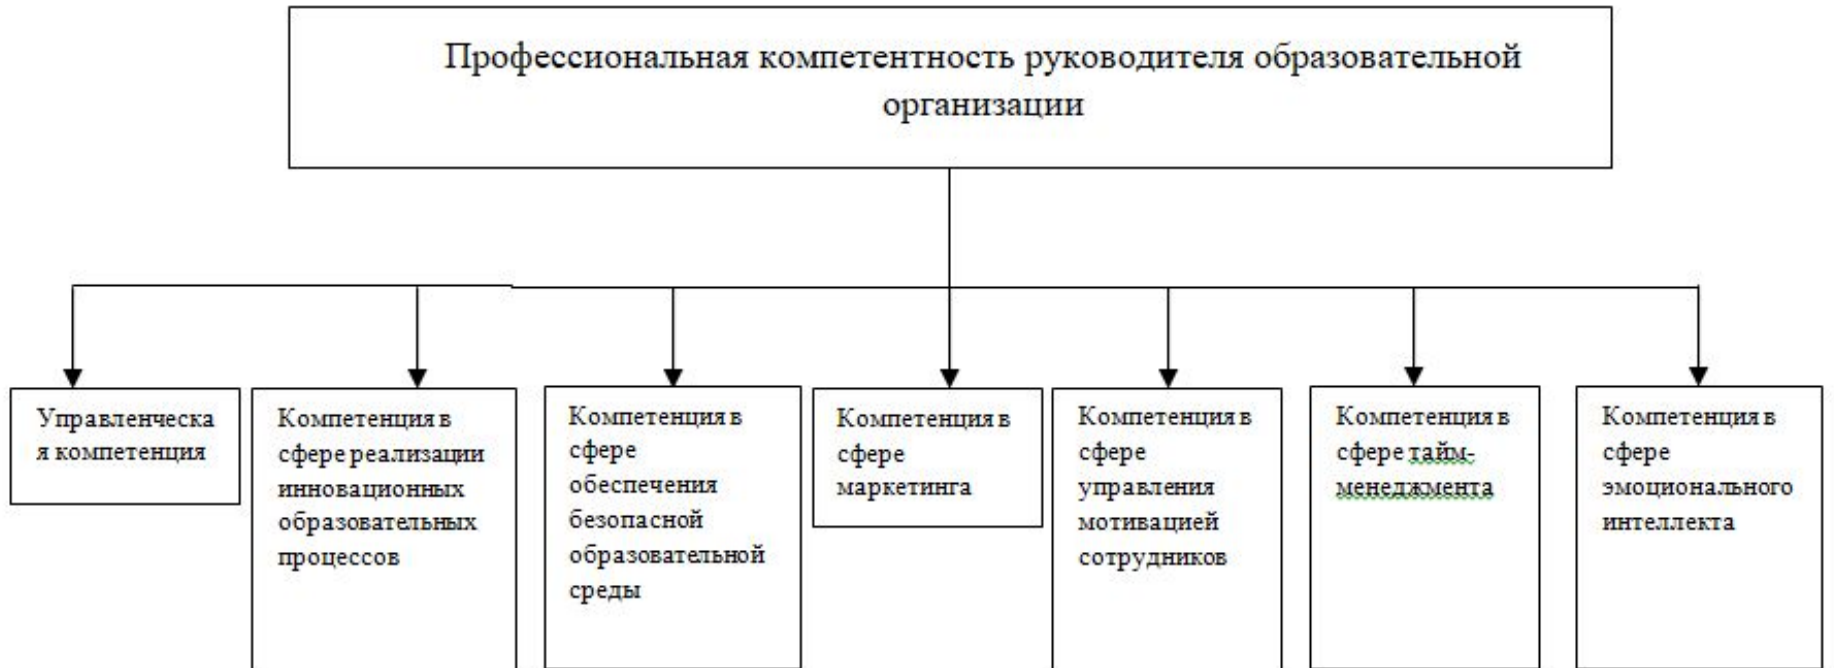 Профессиональная компетентность руководителя образовательной
организации
Управленческа
я компетенция
Компетенция в
сфере реализации
инновационных
образовательных
процессов
Компетенция в
сфере
обеспечения
безопасной
образовательной
среды
Компетенция в
сфере
маркетинга
Компетенция в
сфере
управления
мотивацией
сотрудников
Компетенция в
сфере тайм-
менеджмента
Компетенция в
сфере
эмоционального
интеллекта